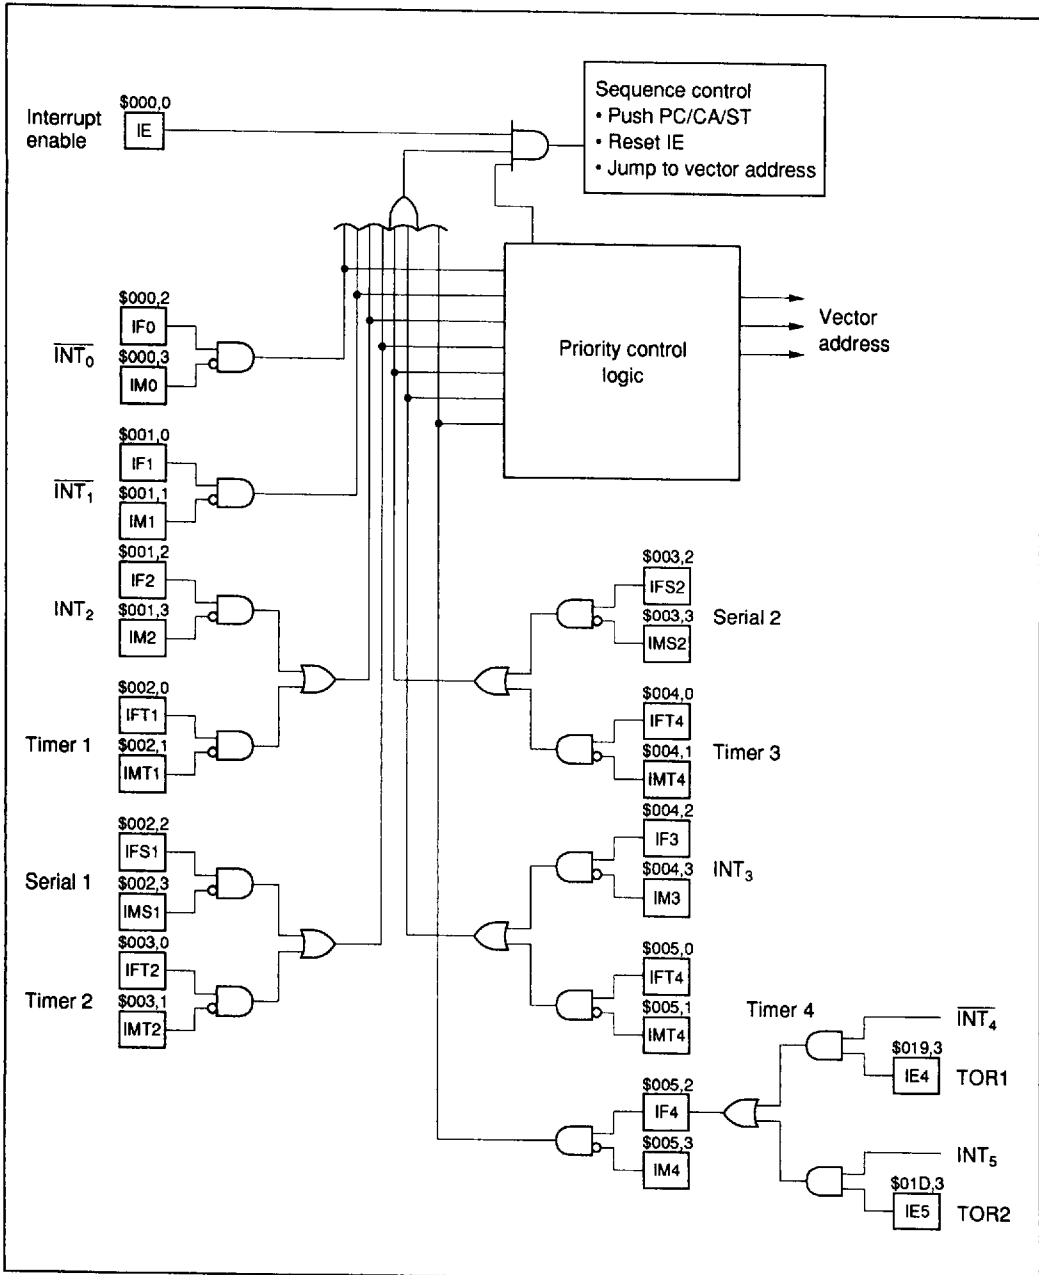 Interrupt
enable
$000,0
IE
Sequence control
• Push PC/CA/ST
• Reset IE
• Jump to vector address
Priority control
logic
Vector
address
$000,2
IF0
INT0
$000,3
IM0
$001,0
IF1
INT1
$001,1
IM1
$001,2
IF2
INT2
$001,3
IM2
$002,0
IFT1
Timer 1
$002,1
IMT1
$002,2
IFS1
Serial 1
$002,3
IMS1
$003,0
IFT2
Timer 2
$003,1
IMT2
$003,2
IFS2
Serial 2
$003,3
IMS2
$004,0
IFT4
Timer 3
$004,1
IMT4
$004,2
IF3
INT3
$004,3
IM3
$005,0
IFT4
$005,1
IMT4
Timer 4
INT4
$019,3
IE4
TOR1
$005,2
IF4
$005,3
IM4
INT5
$01D,3
IE5
TOR2